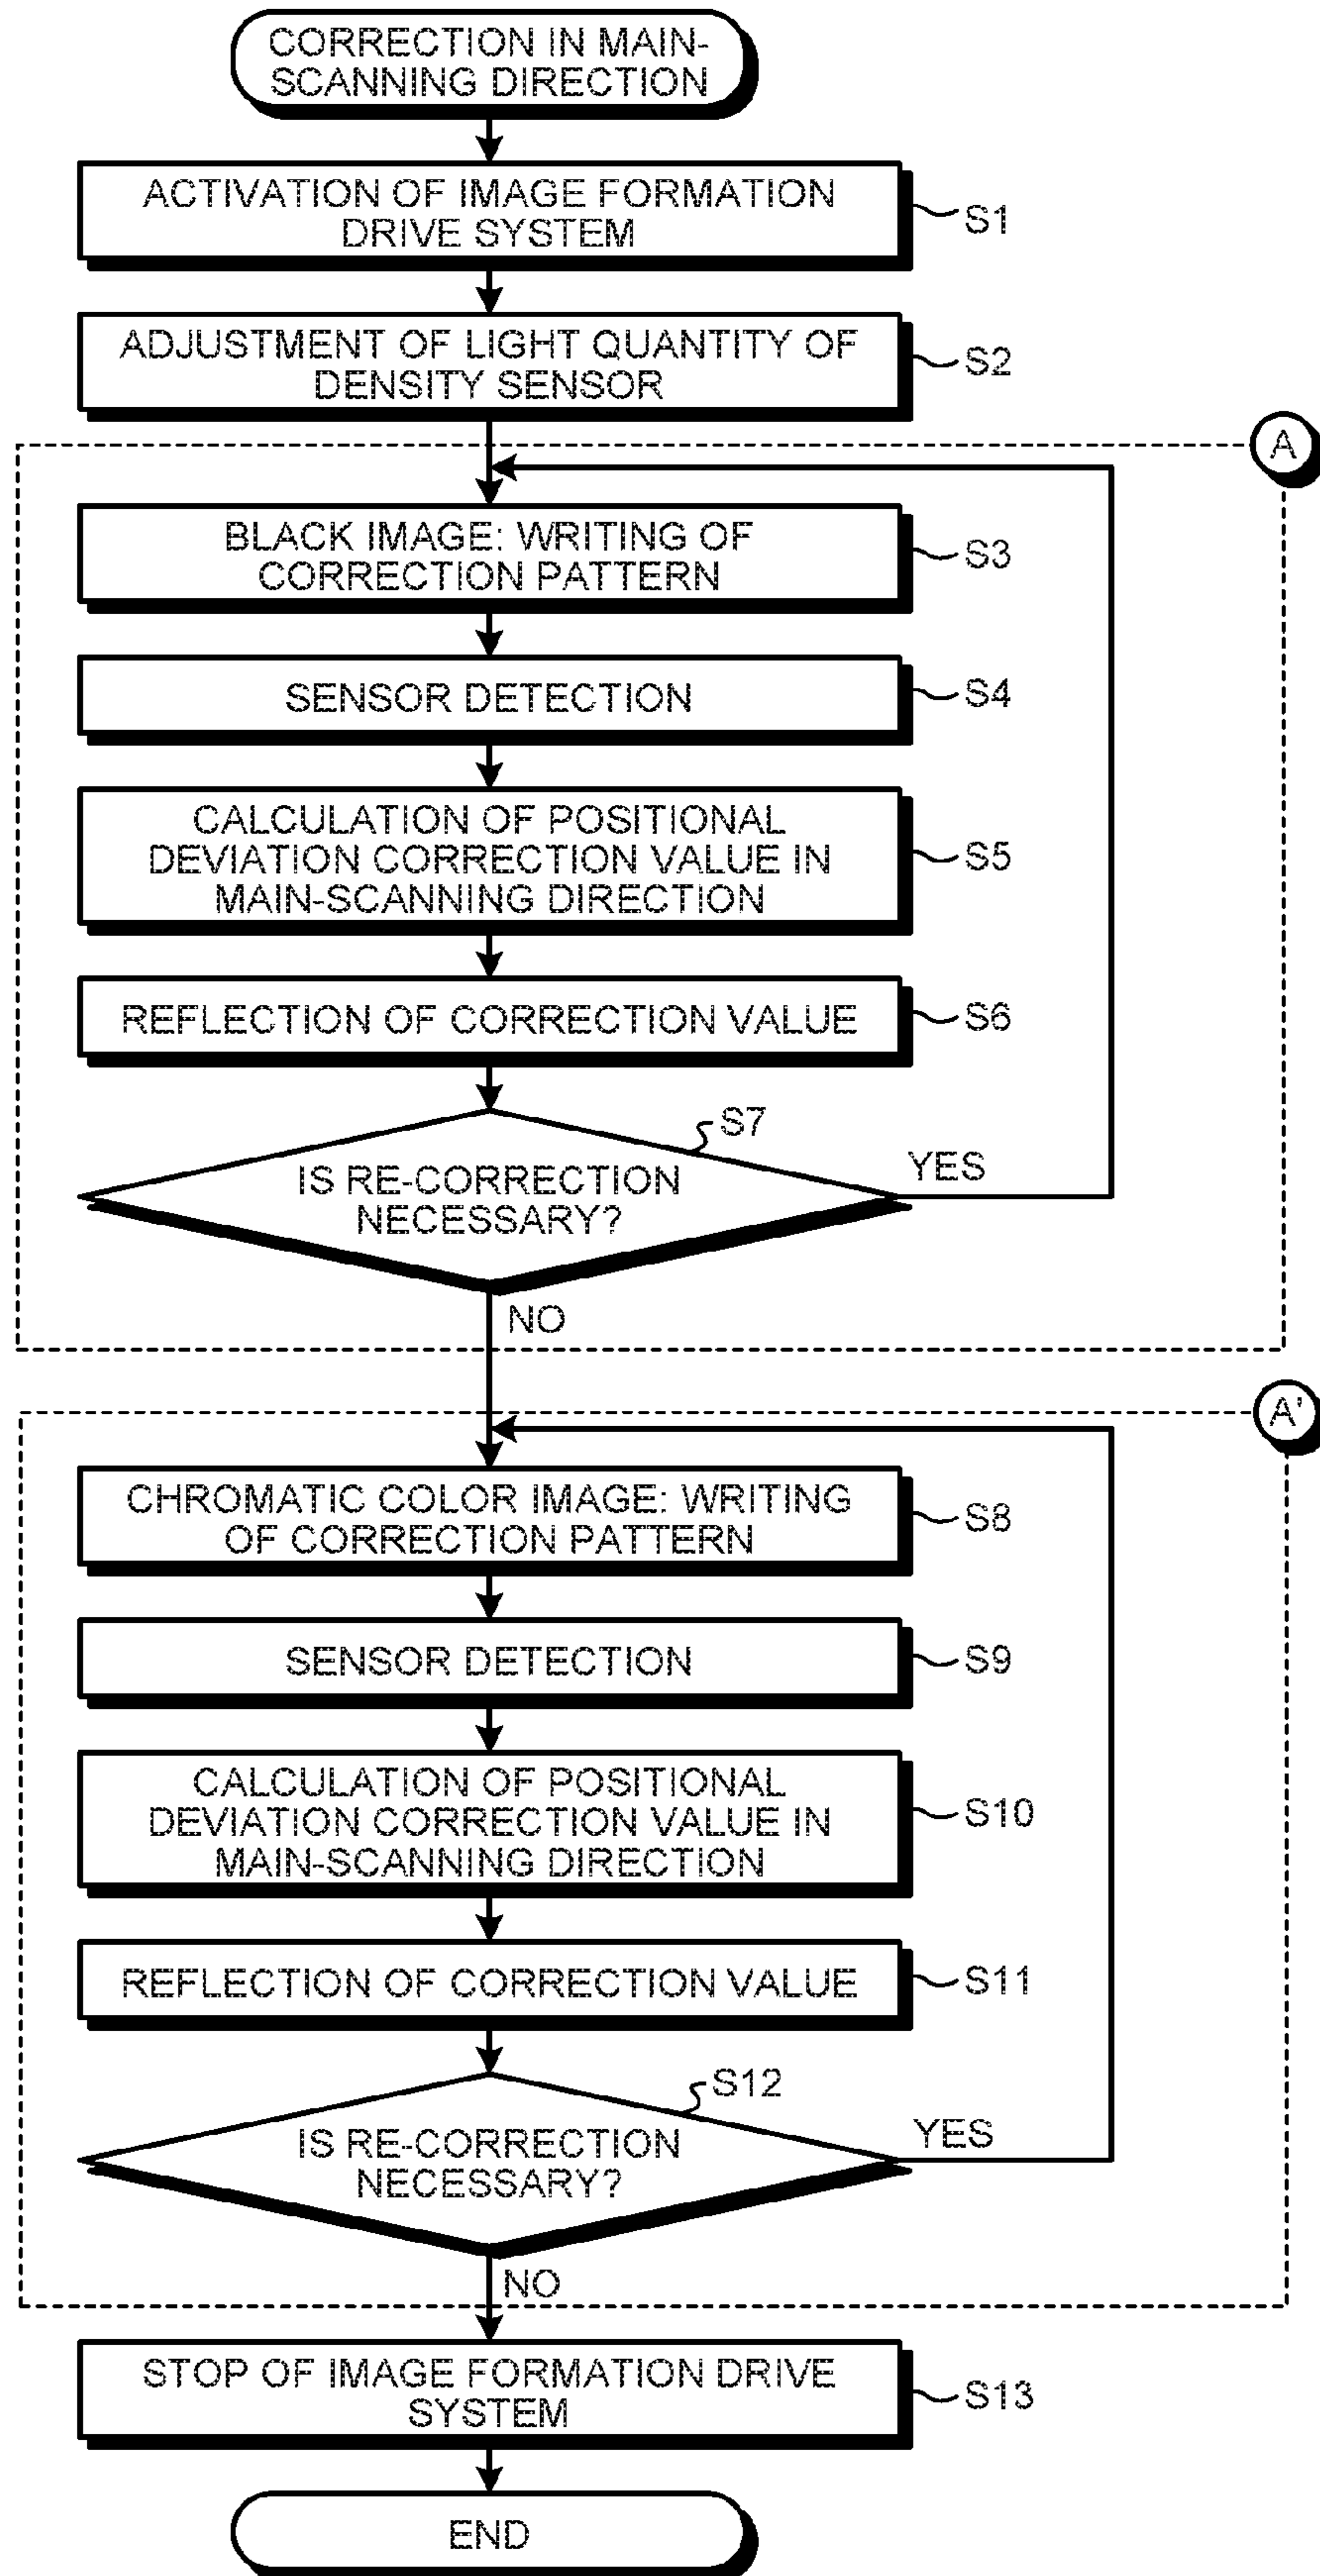 CORRECTION IN MAIN-
SCANNING DIRECTION
ACTIVATION OF IMAGE FORMATION
DRIVE SYSTEM
S1
ADJUSTMENT OF LIGHT QUANTITY OF
DENSITY SENSOR
S2
A
BLACK IMAGE: WRITING OF
CORRECTION PATTERN
S3
SENSOR DETECTION
S4
CALCULATION OF POSITIONAL
DEVIATION CORRECTION VALUE IN
MAIN-SCANNING DIRECTION
S5
REFLECTION OF CORRECTION VALUE
S6
S7
IS RE-CORRECTION
NECESSARY?
YES
NO
A'
CHROMATIC COLOR IMAGE: WRITING
OF CORRECTION PATTERN
S8
SENSOR DETECTION
S9
CALCULATION OF POSITIONAL
DEVIATION CORRECTION VALUE IN
MAIN-SCANNING DIRECTION
S10
REFLECTION OF CORRECTION VALUE
S11
S12
IS RE-CORRECTION
NECESSARY?
YES
NO
STOP OF IMAGE FORMATION DRIVE
SYSTEM
S13
END